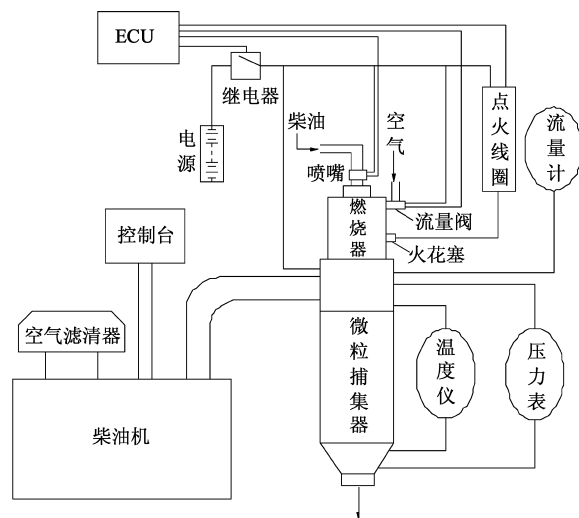 ECU
继电器
电源
柴油
空气
喷嘴
点火线圈
流量计
燃烧器
流量阀
火花塞
控制台
空气滤清器
柴油机
微粒捕集器
温度仪
压力表